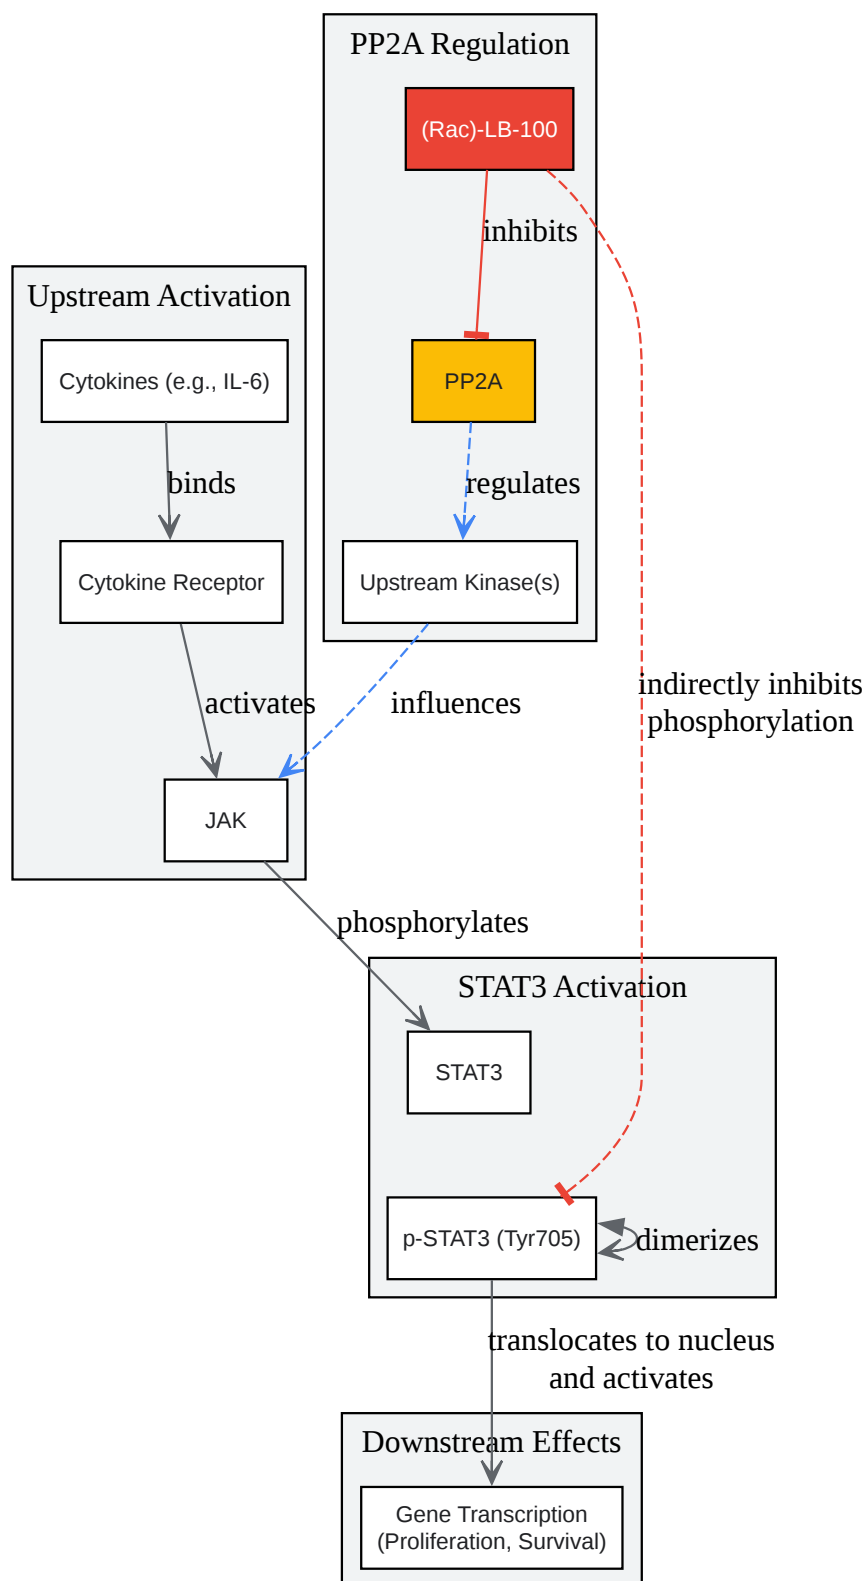 PP2A Regulation
(Rac)-LB-100
inhibits
Upstream Activation
Cytokines (e.g., IL-6)
PP2A
binds
regulates
Cytokine Receptor
Upstream Kinase(s)
activates
influences
indirectly inhibits
phosphorylation
JAK
phosphorylates
STAT3 Activation
STAT3
p-STAT3 (Tyr705)
dimerizes
translocates to nucleus
and activates
Downstream Effects
Gene Transcription
(Proliferation, Survival)